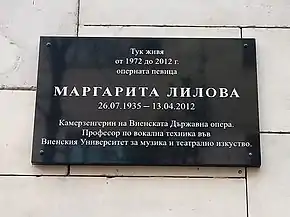 Тук живя
от 1972 до 2012 г.
оперната певица
МАРГАРИТА ЛИЛОВА
26.07.1935 – 13.04.2012
Камерзенгерин на Виенската Държавна опера.
Професор по вокална техника във
Виенския Университет за музика и театрално изкуство.